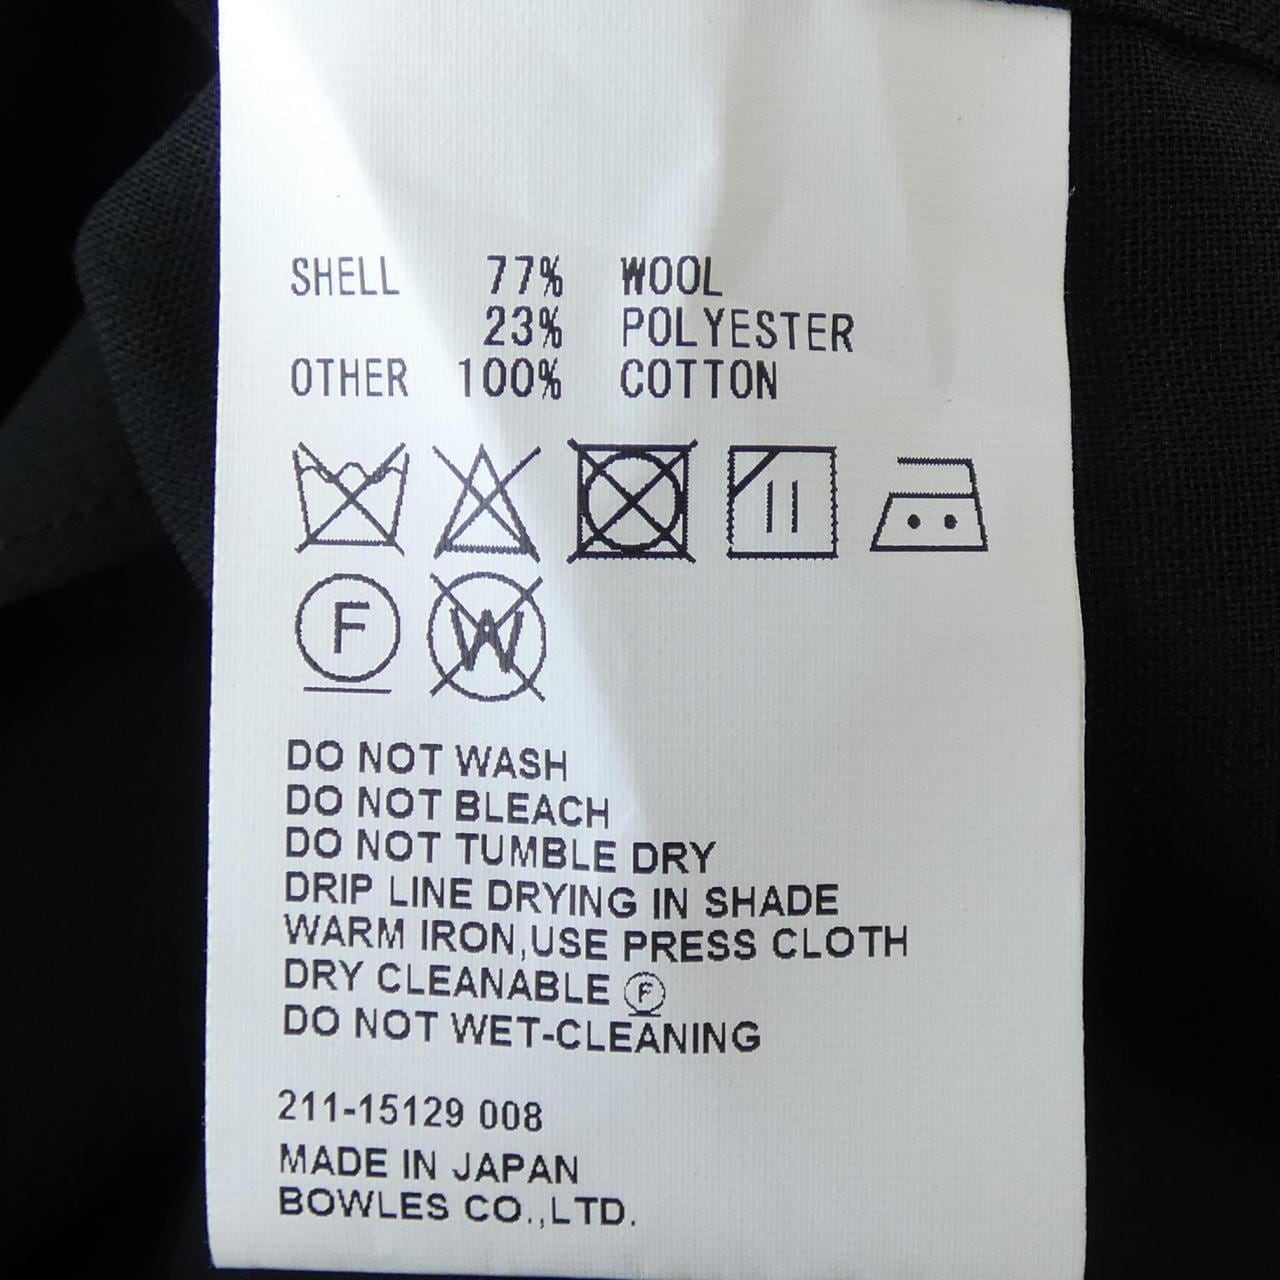 SHELL 77% WOOL
23% POLYESTER
OTHER 100% COTTON
F W
DO NOT WASH
DO NOT BLEACH
DO NOT TUMBLE DRY
DRIP LINE DRYING IN SHADE
WARM IRON,USE PRESS CLOTH
DRY CLEANABLE Ⓕ
DO NOT WET-CLEANING
211-15129 008
MADE IN JAPAN
BOWLES CO.,LTD.